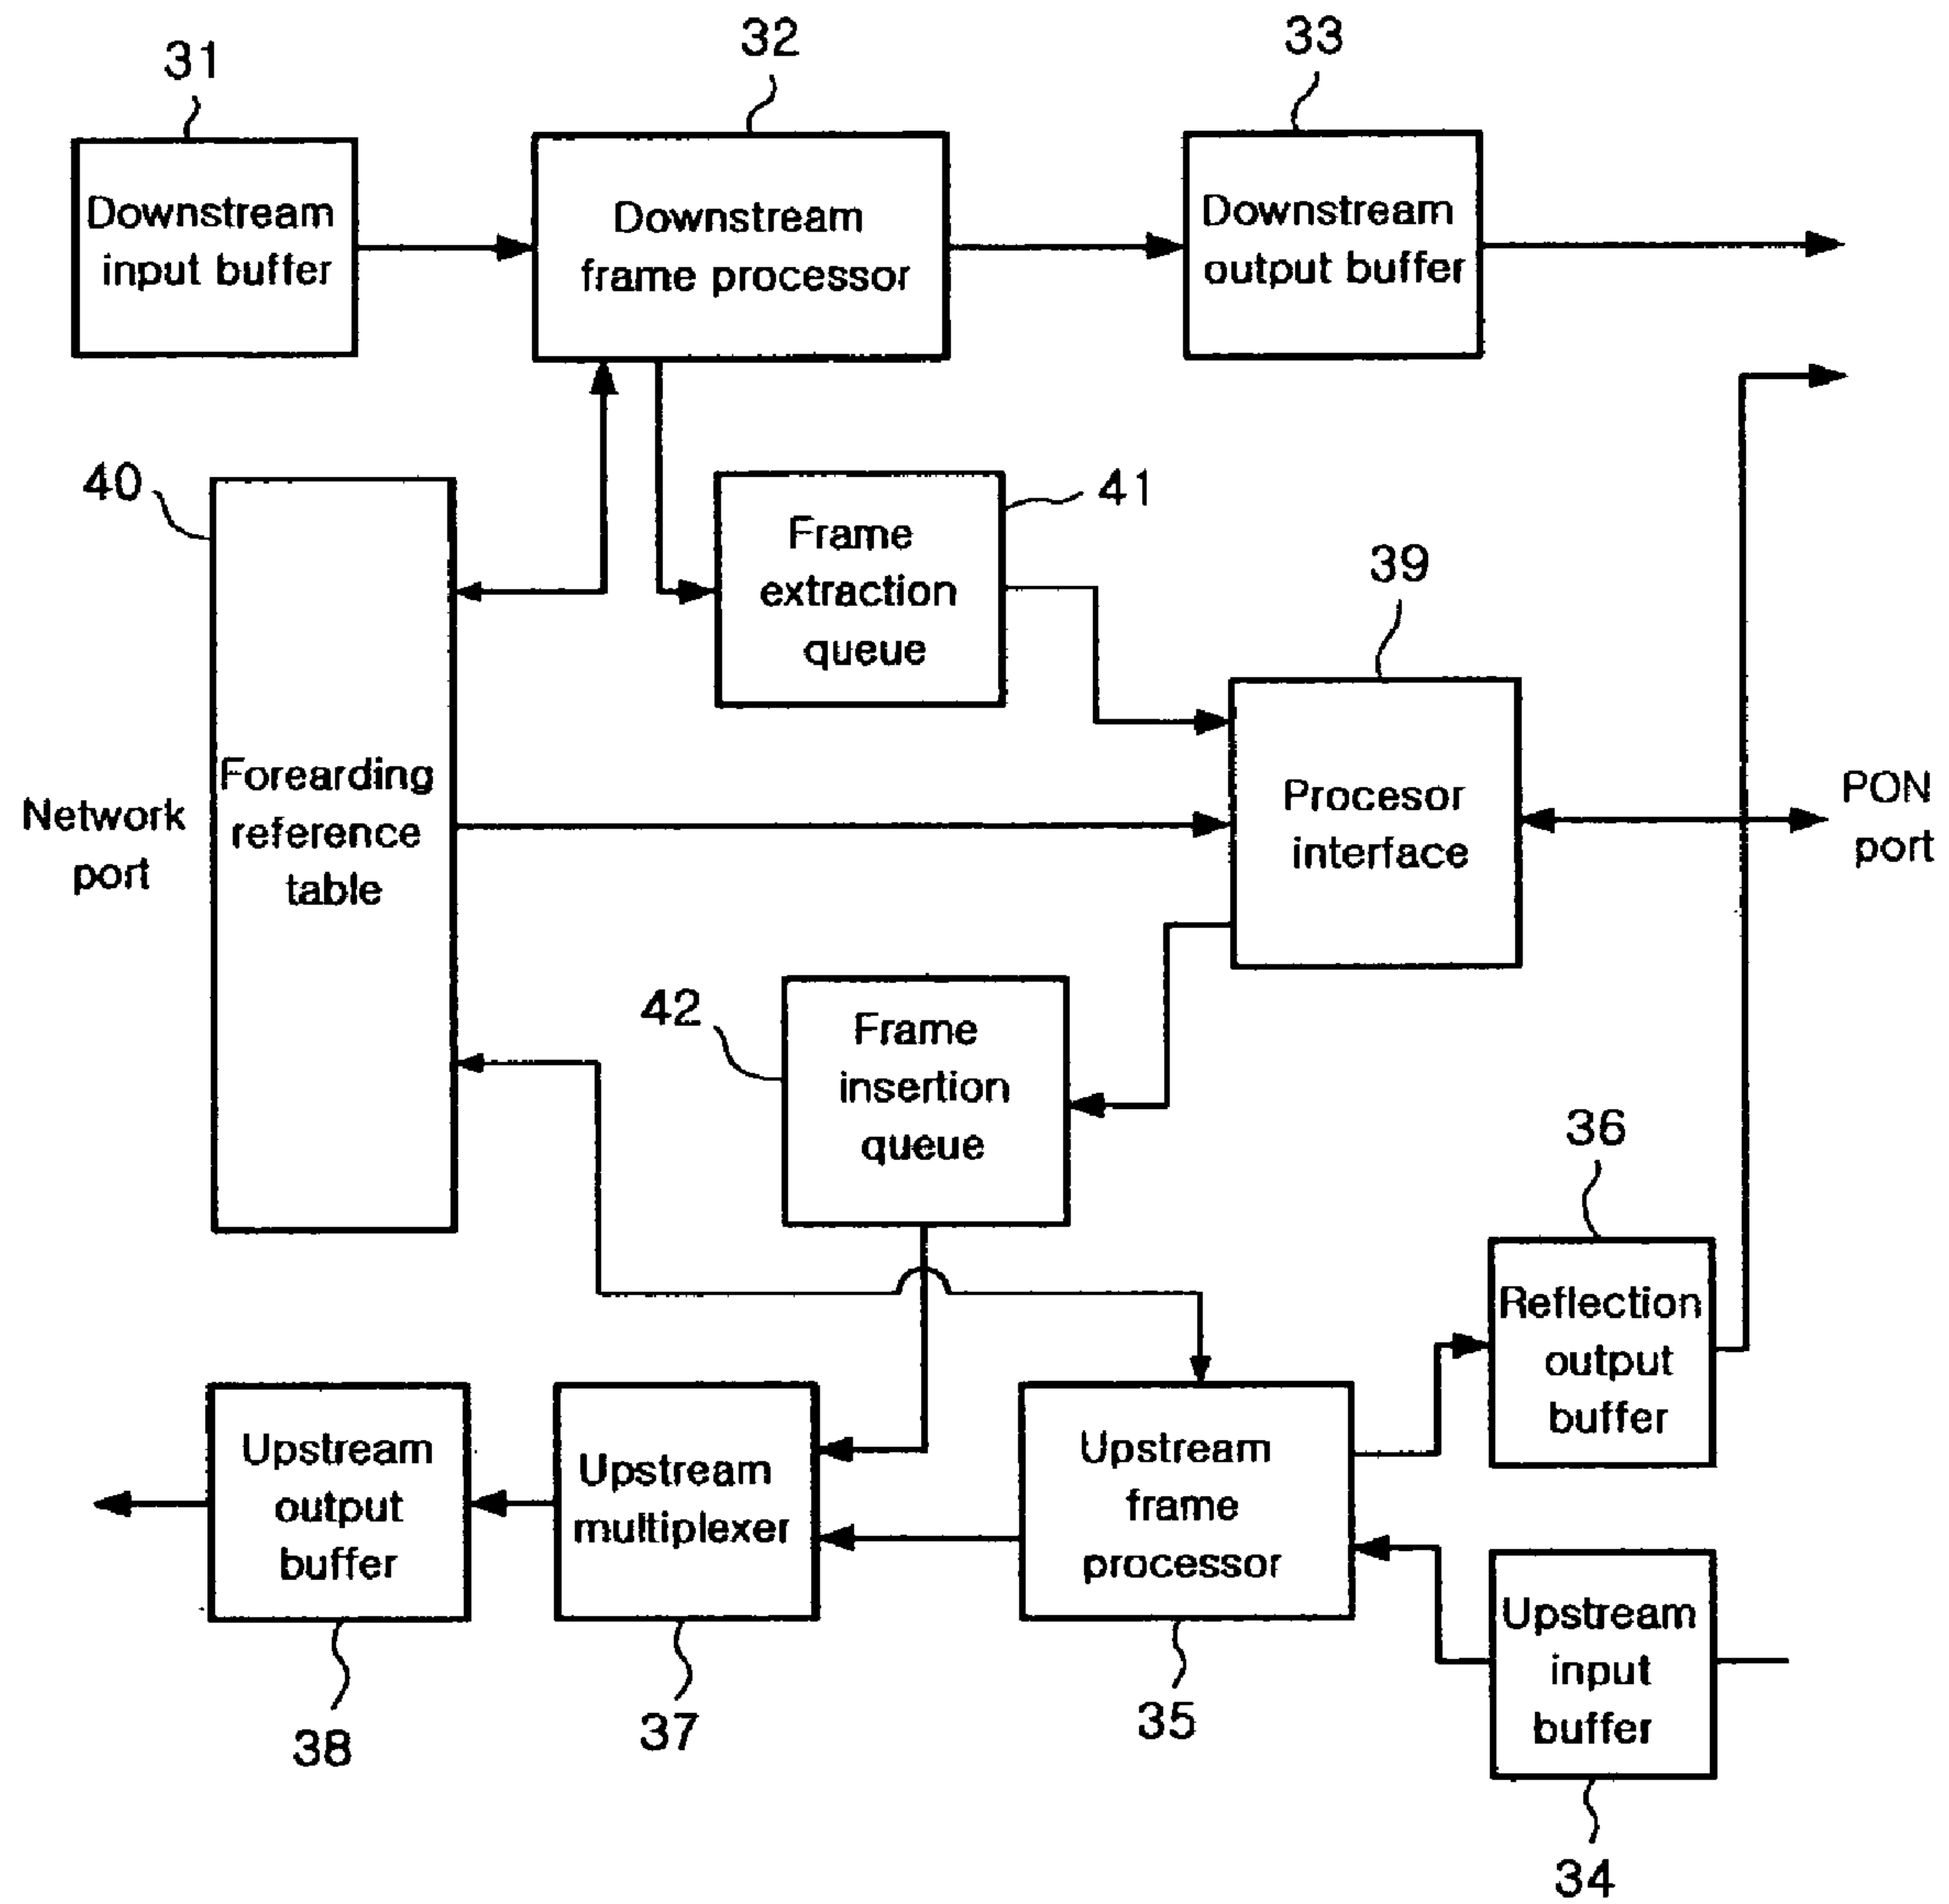 31
32
33
Downstream
input buffer
Downstream
frame processor
Downstream
output buffer
40
41
Frame
extraction
queue
39
Network
port
Forearding
reference
table
Procesor
interface
PON
port
42
Frame
insertion
queue
36
Reflection
output
buffer
Upstream
output
buffer
Upstream
multiplexer
Upstream
frame
processor
Upstream
input
buffer
38
37
35
34